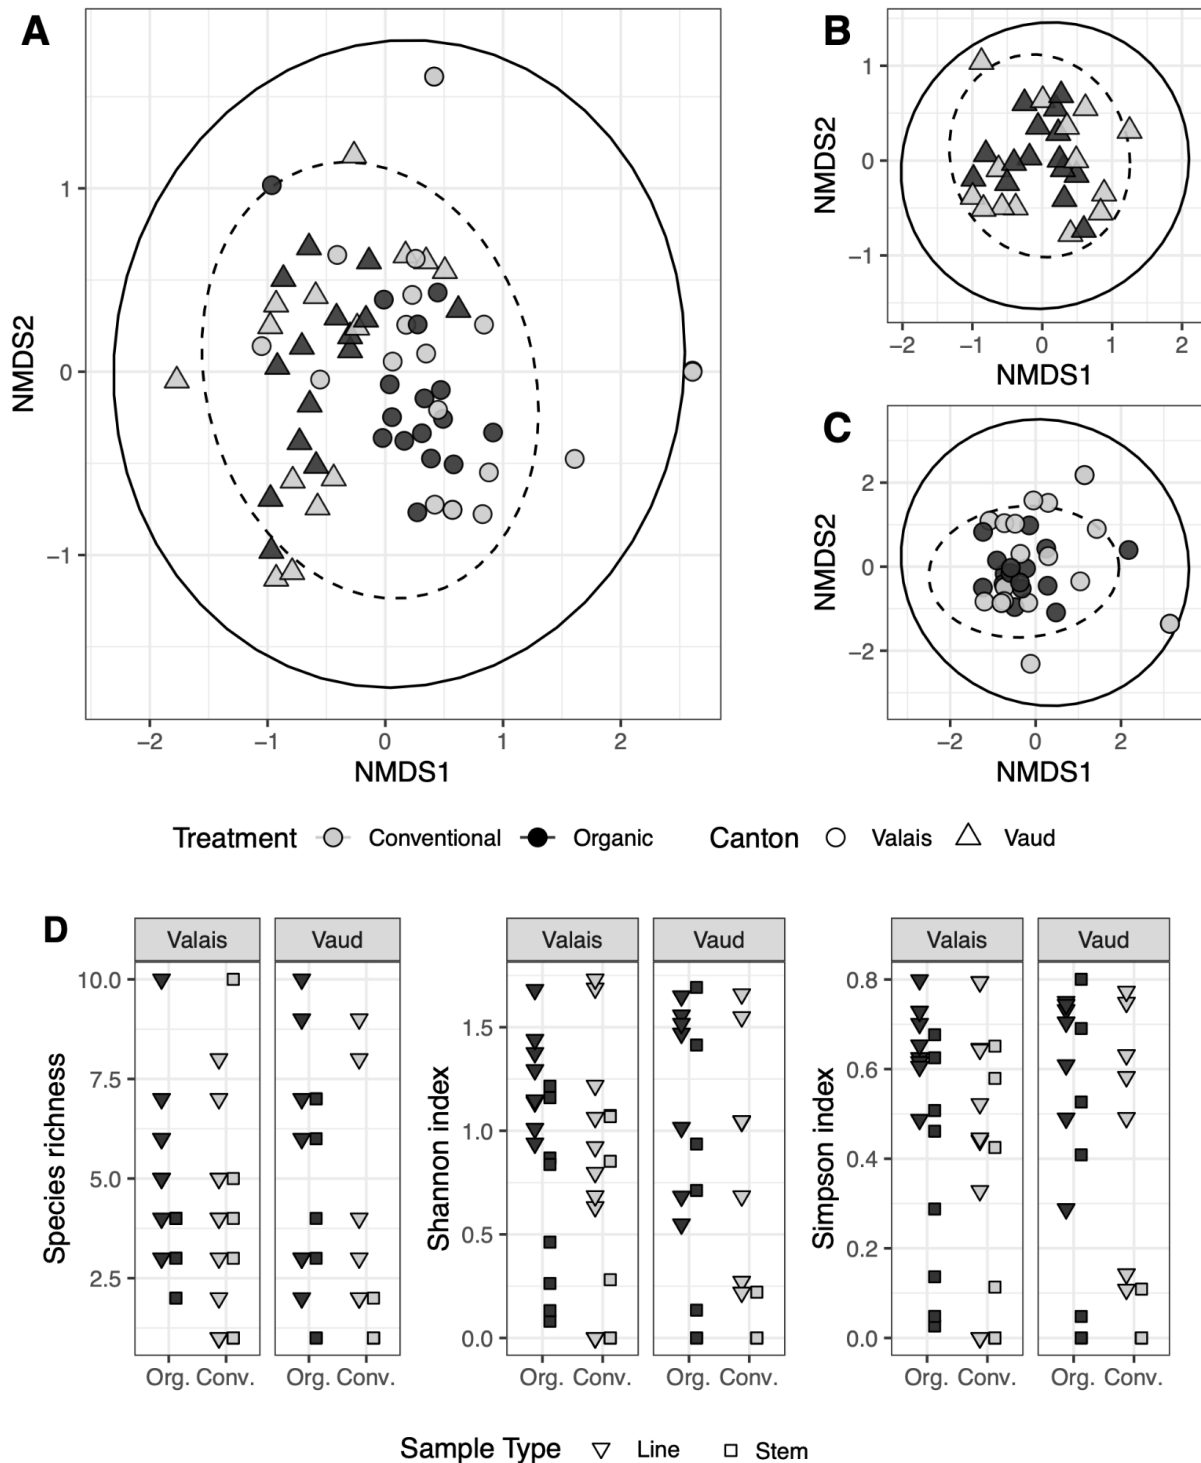 A
1
0
−1
NMDS2
−2 −1 0 1 2
NMDS1
B
1
0
−1
NMDS2
−2 −1 0 1 2
NMDS1
C
2
0
−2
NMDS2
−2 0 2
NMDS1
Treatment Conventional Organic Canton Valais Vaud
D
Valais Vaud
10.0
7.5
5.0
2.5
Species richness
Org. Conv. Org. Conv.
Valais Vaud
1.5
1.0
0.5
0.0
Shannon index
Org. Conv. Org. Conv.
Valais Vaud
0.8
0.6
0.4
0.2
0.0
Simpson index
Org. Conv. Org. Conv.
Sample Type Line Stem